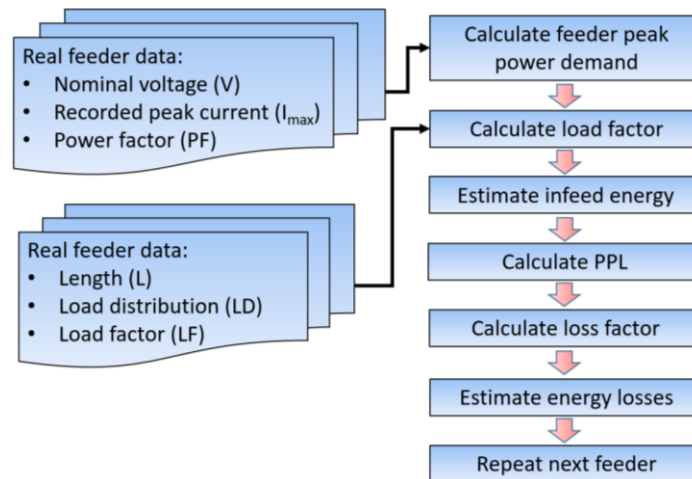 Real feeder data:
• Nominal voltage (V)
• Recorded peak current (Imax)
• Power factor (PF)
Real feeder data:
• Length (L)
• Load distribution (LD)
• Load factor (LF)
Calculate feeder peak
power demand
Calculate load factor
Estimate infeed energy
Calculate PPL
Calculate loss factor
Estimate energy losses
Repeat next feeder